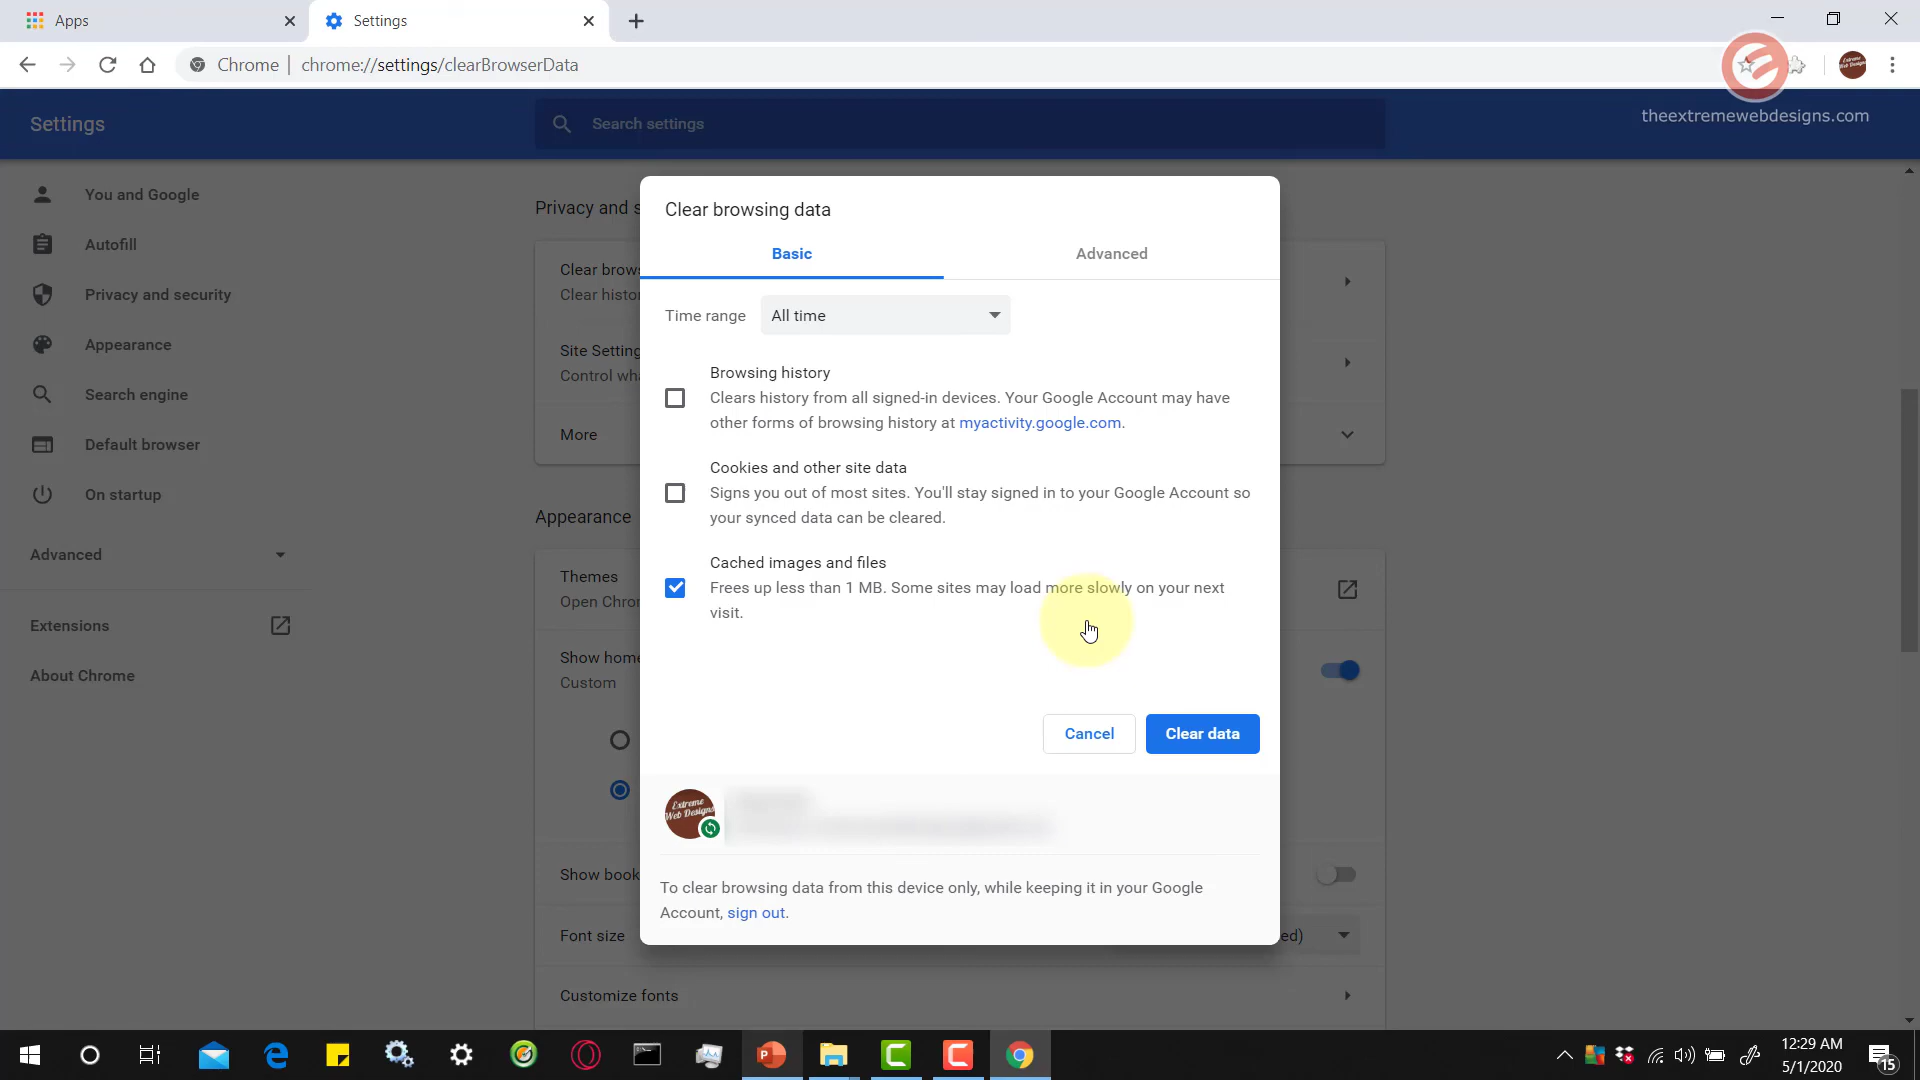 Apps
Settings
Chrome | chrome://settings/clearBrowserData
Settings
Search settings
theextremewebdesigns.com
You and Google
Autofill
Privacy and security
Appearance
Search engine
Default browser
On startup
Advanced
Extensions
About Chrome
Privacy and s
Clear brows
Clear histo
Site Setting
Control wha
More
Appearance
Themes
Open Chro
Show home
Custom
Show book
Font size
ed)
Customize fonts
Clear browsing data
Basic
Advanced
Time range
All time
Browsing history
Clears history from all signed-in devices. Your Google Account may have
other forms of browsing history at myactivity.google.com.
Cookies and other site data
Signs you out of most sites. You'll stay signed in to your Google Account so
your synced data can be cleared.
Cached images and files
Frees up less than 1 MB. Some sites may load more slowly on your next
visit.
Cancel
Clear data
Extreme
Web Designs
To clear browsing data from this device only, while keeping it in your Google
Account, sign out.
12:29 AM
5/1/2020
15